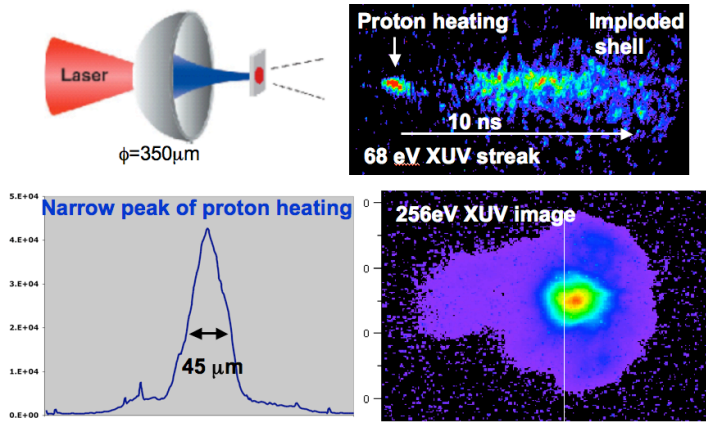 Laser
ϕ=350μm
Proton heating
Imploded
shell
10 ns
68 eV XUV streak
Narrow peak of proton heating
5.E+04
4.E+04
3.E+04
2.E+04
1.E+04
0.E+00
45 μm
256eV XUV image
0
0
0
0